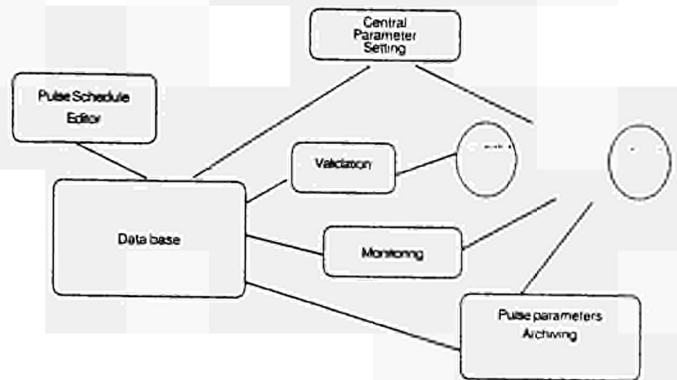 Central
Parameter
Setting
Pulse Schedule
Editor
Validation
Data base
Monitoring
Pulse parameters
Archiving